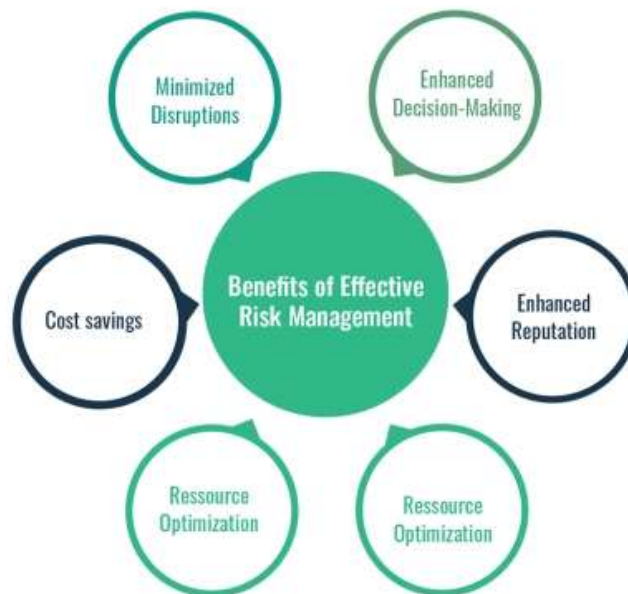 Minimized
Disruptions
Enhanced
Decision-Making
Benefits of Effective
Risk Management
Cost savings
Enhanced
Reputation
Ressource
Optimization
Ressource
Optimization